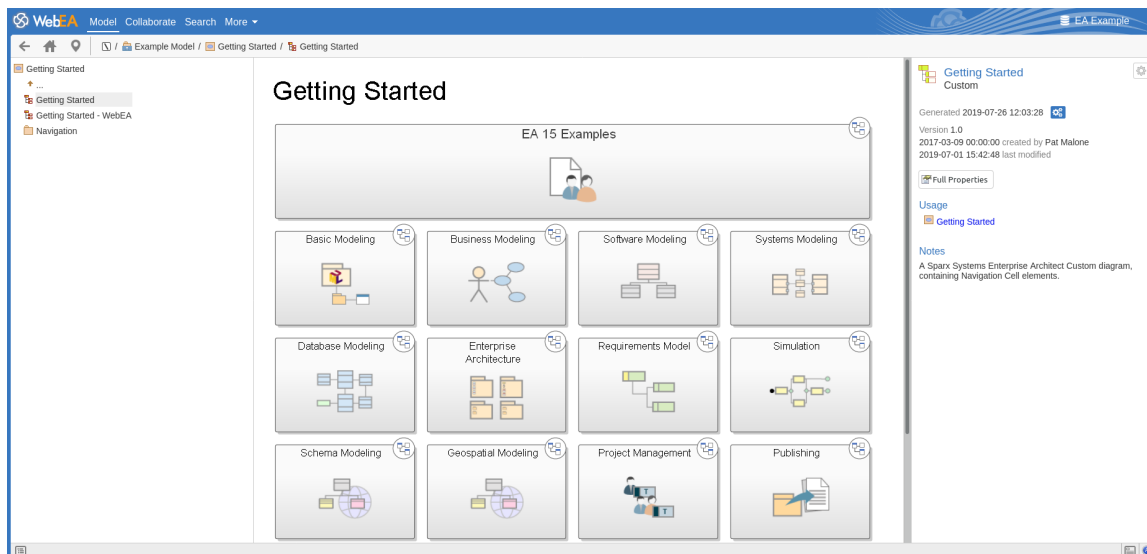 WebEA Model Collaborate Search More
EA Example
Example Model / Getting Started / Getting Started
Getting Started
...
Getting Started
Getting Started - WebEA
Navigation
Getting Started
EA 15 Examples
Basic Modeling
Business Modeling
Software Modeling
Systems Modeling
Database Modeling
Enterprise
Architecture
Requirements Model
Simulation
Schema Modeling
Geospatial Modeling
Project Management
T
T
Publishing
Getting Started
Custom
Generated 2019-07-26 12:03:28
Version 1.0
2017-03-09 00:00:00 created by Pat Malone
2019-07-01 15:42:48 last modified
Full Properties
Usage
Getting Started
Notes
A Sparx Systems Enterprise Architect Custom diagram,
containing Navigation Cell elements.